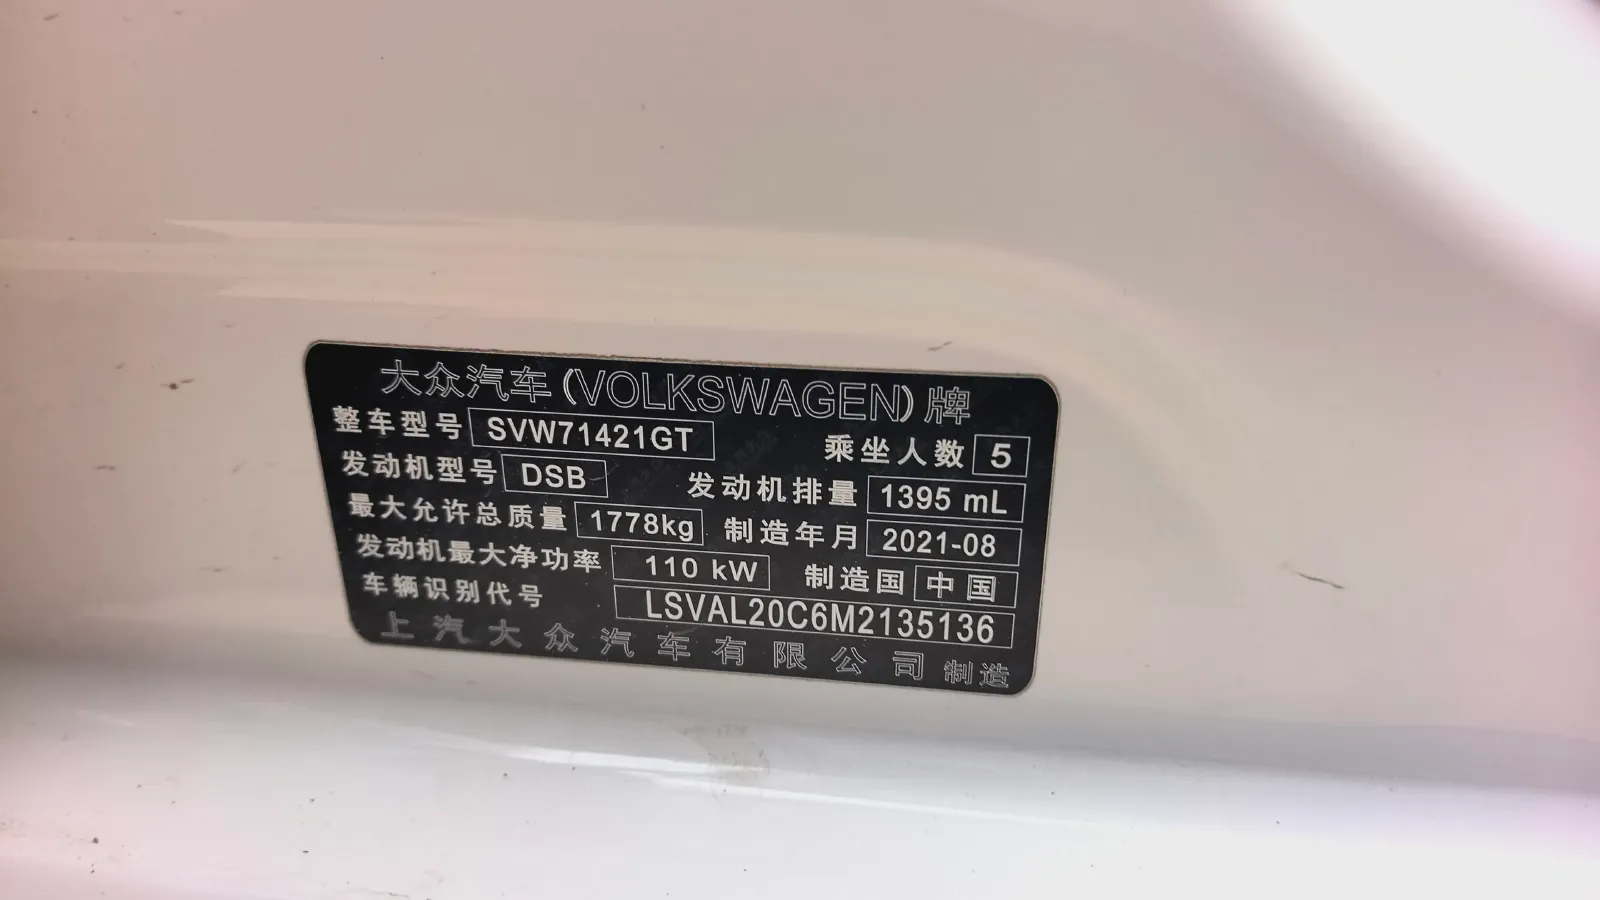 大众汽车(VOLKSWAGEN)牌
整车型号 SVW71421GT 乘坐人数 5
发动机型号 DSB 发动机排量 1395 mL
最大允许总质量 1778kg 制造年月 2021-08
发动机最大净功率 110 kW 制造国 中国
车辆识别代号 LSVAL20C6M2135136
上汽大众汽车有限公司 制造